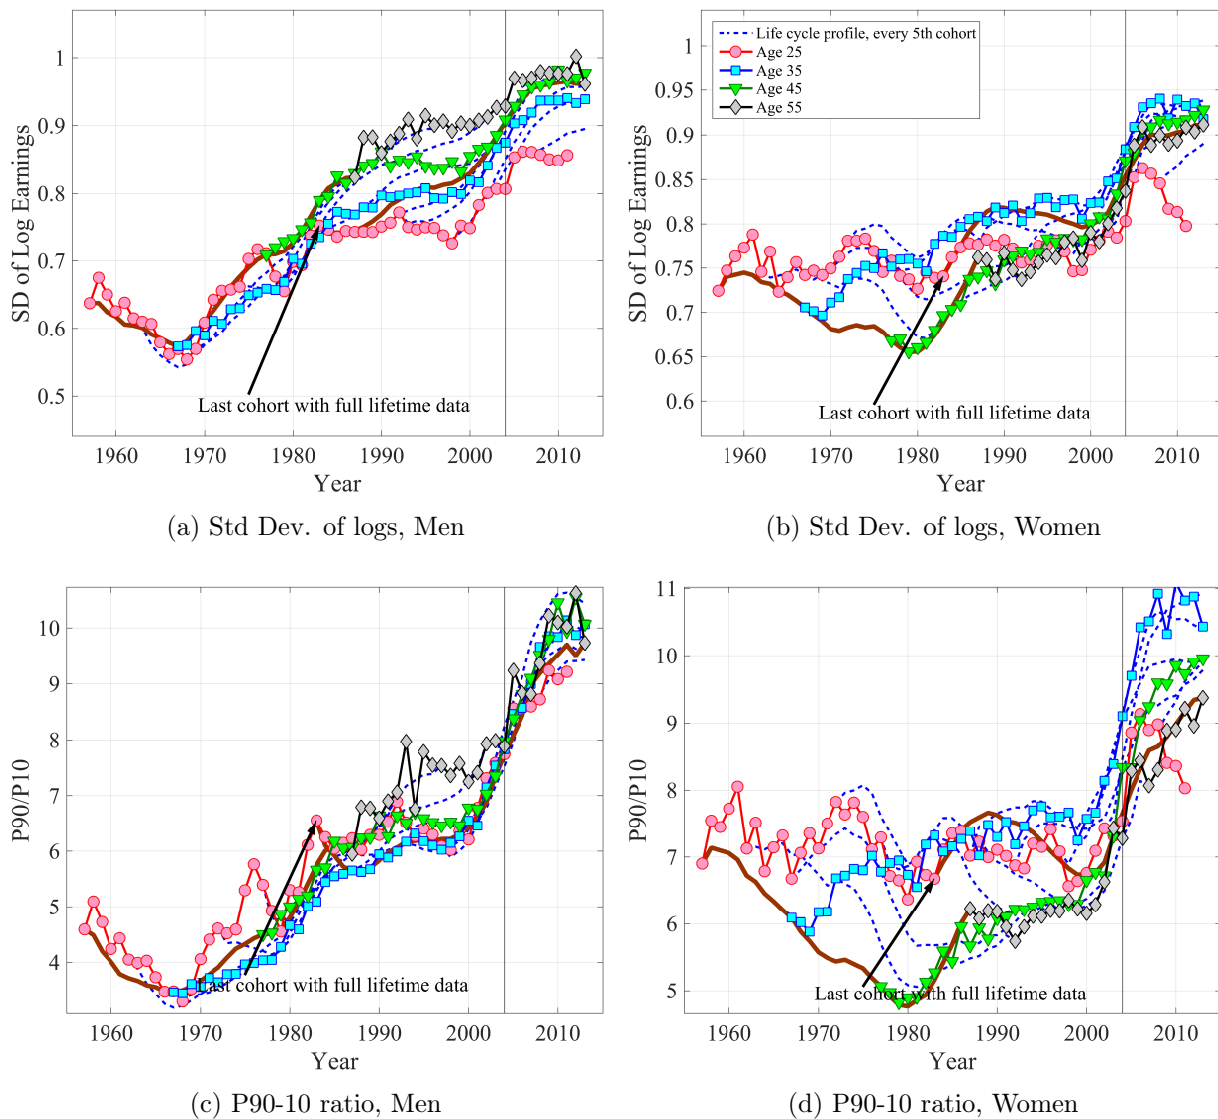 1
0.9
0.8
0.7
0.6
0.5
SD of Log Earnings
Last cohort with full lifetime data
1960 1970 1980 1990 2000 2010
Year
(a) Std Dev. of logs, Men
1
0.95
0.9
0.85
0.8
0.75
0.7
0.65
0.6
SD of Log Earnings
Life cycle profile, every 5th cohort
Age 25
Age 35
Age 45
Age 55
Last cohort with full lifetime data
1960 1970 1980 1990 2000 2010
Year
(b) Std Dev. of logs, Women
10
9
8
7
6
5
4
P90/P10
Last cohort with full lifetime data
1960 1970 1980 1990 2000 2010
Year
(c) P90-10 ratio, Men
11
10
9
8
7
6
5
P90/P10
Last cohort with full lifetime data
1960 1970 1980 1990 2000 2010
Year
(d) P90-10 ratio, Women